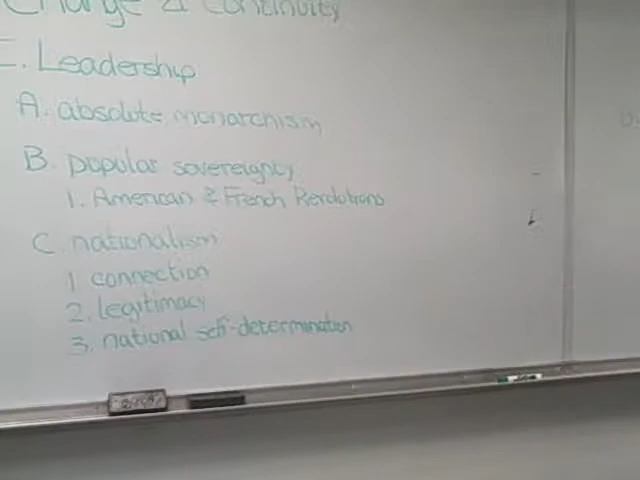 Change & Continuity
I. Leadership
A. absolute monarchism
B. popular sovereignty
1. American & French Revolutions
C. nationalism
1 connection
2. legitimacy
3. national self-determination